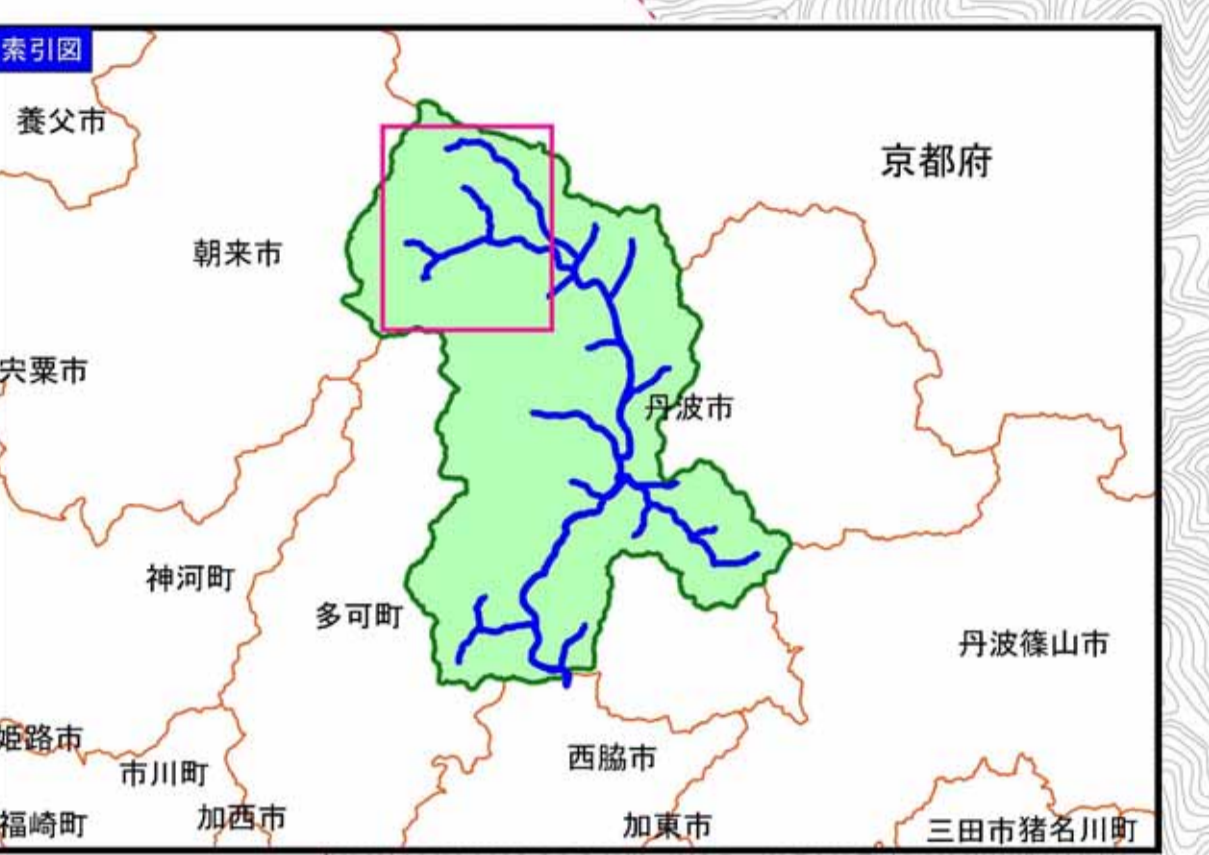 索引図
養父市
京都府
朝来市
宍粟市
丹波市
神河町
多可町
丹波篠山市
姫路市
西脇市
市川町
加西市
福崎町
加東市
三田市猪名川町